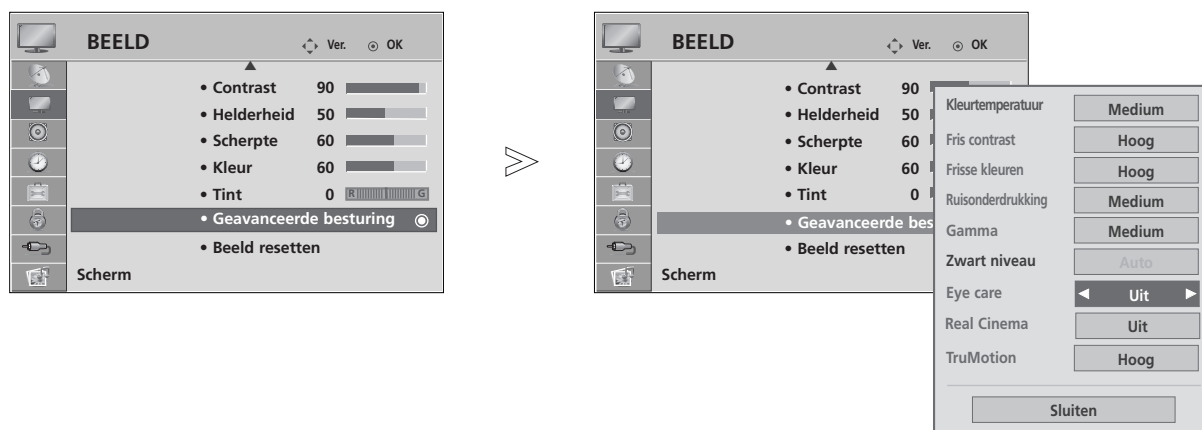 BEELD
Ver. OK
• Contrast 90
• Helderheid 50
• Scherpte 60
• Kleur 60
• Tint 0 R G
• Geavanceerde besturing
• Beeld resetten
Scherm
BEELD
Ver. OK
• Contrast 90
• Helderheid 50
• Scherpte 60
• Kleur 60
• Tint 0
• Geavanceerde bes
• Beeld resetten
Scherm
Kleurtemperatuur Medium
Fris contrast Hoog
Frisse kleuren Hoog
Ruisonderdrukking Medium
Gamma Medium
Zwart niveau Auto
Eye care ◀ Uit ▶
Real Cinema Uit
TruMotion Hoog
Sluiten